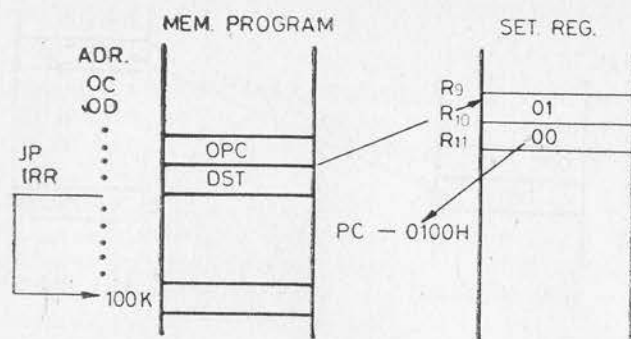 MEM. PROGRAM
SET. REG.
ADR.
OC
OD
OPC
DST
JP
IRR
100K
R9
R10
R11
01
00
PC — 0100H